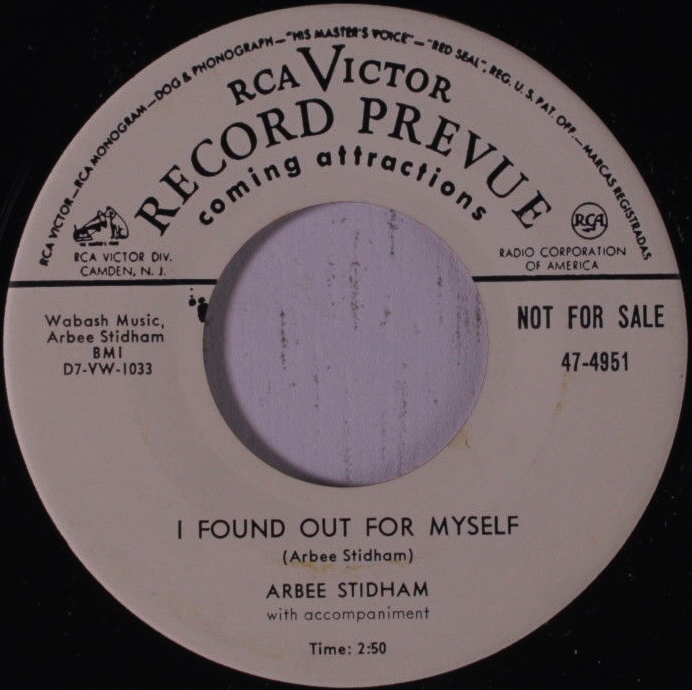 RCA VICTOR—RCA MONOGRAM—DOG & PHONOGRAPH—"HIS MASTER'S VOICE"—"RED SEAL", REG. U. S. PAT. OFF.—MARCAS REGISTRADAS
RCA VICTOR
RECORD PREVUE
coming attractions
RCA VICTOR DIV.
CAMDEN, N. J.
RCA
RADIO CORPORATION
OF AMERICA
Wabash Music,
Arbee Stidham
BMI
D7-VW-1033
NOT FOR SALE
47-4951
I FOUND OUT FOR MYSELF
(Arbee Stidham)
ARBEE STIDHAM
with accompaniment
Time: 2:50